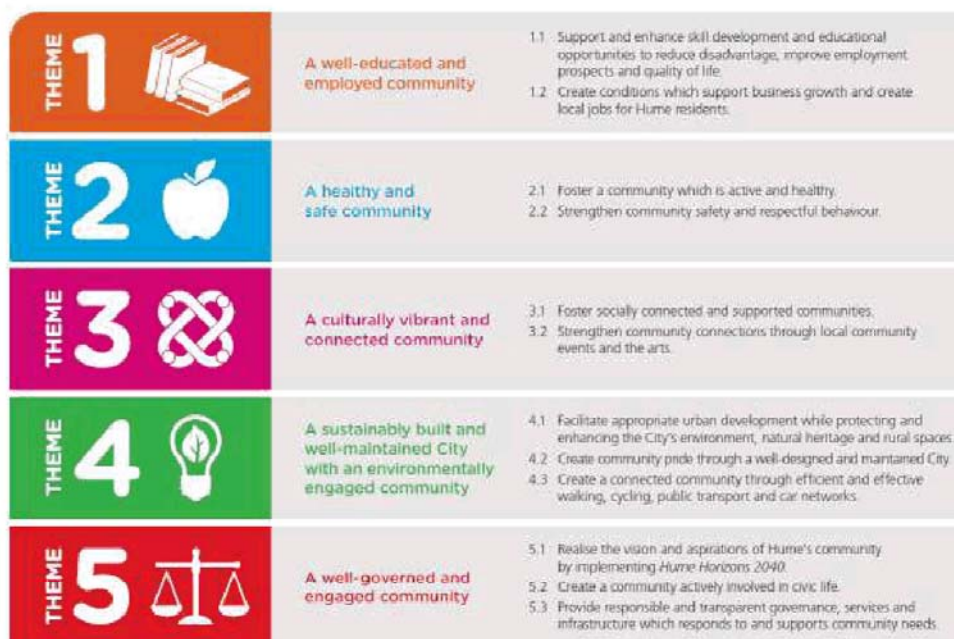 THEME 1
A well-educated and
employed community
1.1 Support and enhance skill development and educational
opportunities to reduce disadvantage, improve employment
prospects and quality of life.
1.2 Create conditions which support business growth and create
local jobs for Hume residents.
THEME 2
A healthy and
safe community
2.1 Foster a community which is active and healthy.
2.2 Strengthen community safety and respectful behaviour.
THEME 3
A culturally vibrant and
connected community
3.1 Foster socially connected and supported communities.
3.2 Strengthen community connections through local community
events and the arts.
THEME 4
A sustainably built and
well-maintained City
with an environmentally
engaged community
4.1 Facilitate appropriate urban development while protecting and
enhancing the City's environment, natural heritage and rural spaces
4.2 Create community pride through a well-designed and maintained City.
4.3 Create a connected community through efficient and effective
walking, cycling, public transport and car networks.
THEME 5
A well-governed and
engaged community
5.1 Realise the vision and aspirations of Hume's community
by implementing Hume Horizons 2040.
5.2 Create a community actively involved in civic life.
5.3 Provide responsible and transparent governance, services and
infrastructure which responds to and supports community needs.